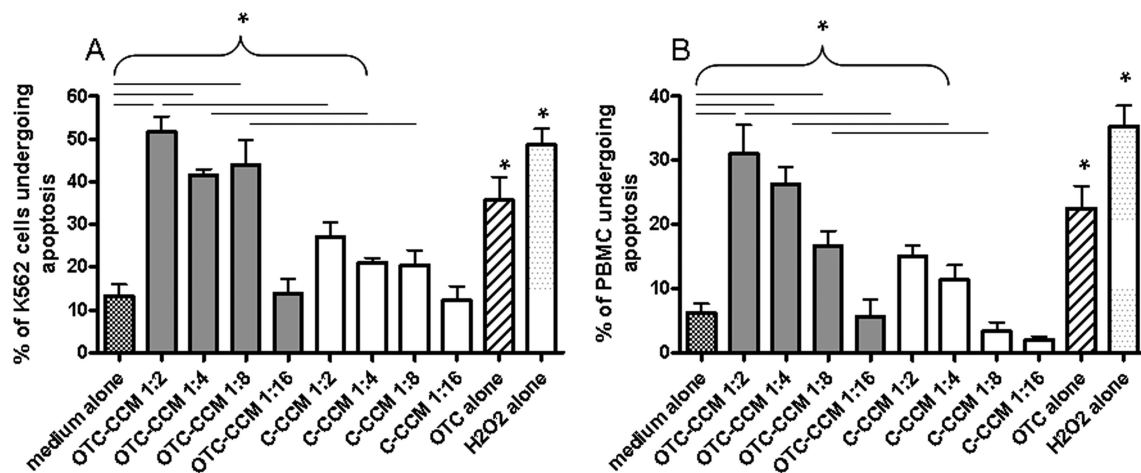 A
*
% of K562 cells undergoing
apoptosis
60
50
40
30
20
10
0
*
*
medium alone
OTC-CCM 1:2
OTC-CCM 1:4
OTC-CCM 1:8
OTC-CCM 1:16
C-CCM 1:2
C-CCM 1:4
C-CCM 1:8
C-CCM 1:16
OTC alone
H2O2 alone
B
*
% of PBMC undergoing
apoptosis
40
30
20
10
0
*
*
medium alone
OTC-CCM 1:2
OTC-CCM 1:4
OTC-CCM 1:8
OTC-CCM 1:16
C-CCM 1:2
C-CCM 1:4
C-CCM 1:8
C-CCM 1:16
OTC alone
H2O2 alone